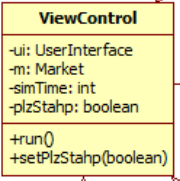 ViewControl
-ui: UserInterface
-m: Market
-simTime: int
-plzStahp: boolean
+run()
+setPlzStahp(boolean)